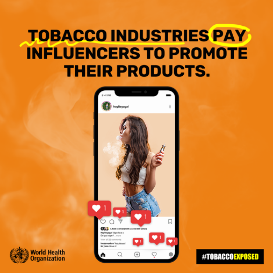 TOBACCO INDUSTRIES PAY
INFLUENCERS TO PROMOTE
THEIR PRODUCTS.
World Health
Organization
#TOBACCOEXPOSED